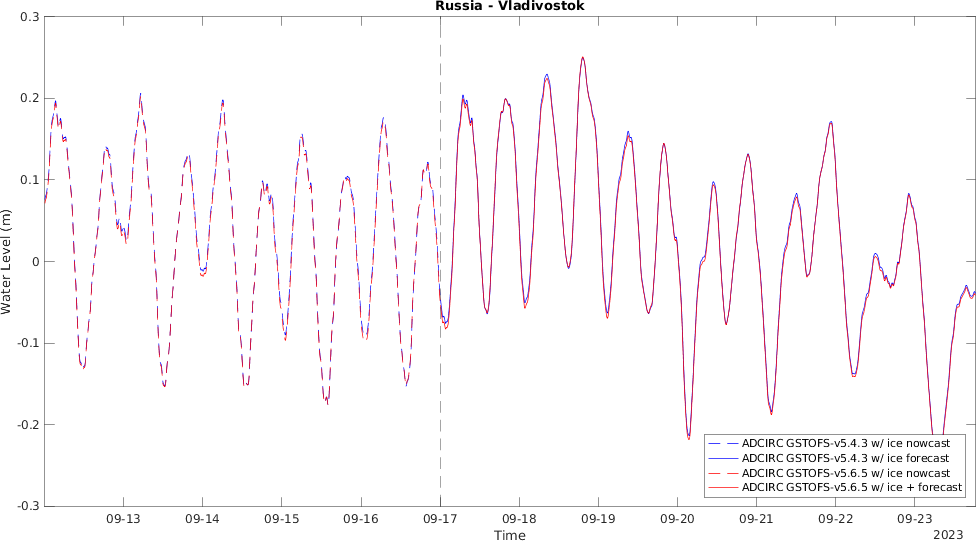 Russia - Vladivostok
0.3
0.2
0.1
0
-0.1
-0.2
-0.3
Water Level (m)
ADCIRC GSTOFS-v5.4.3 w/ ice nowcast
ADCIRC GSTOFS-v5.4.3 w/ ice forecast
ADCIRC GSTOFS-v5.6.5 w/ ice nowcast
ADCIRC GSTOFS-v5.6.5 w/ ice + forecast
09-13 09-14 09-15 09-16 09-17 09-18 09-19 09-20 09-21 09-22 09-23
Time
2023